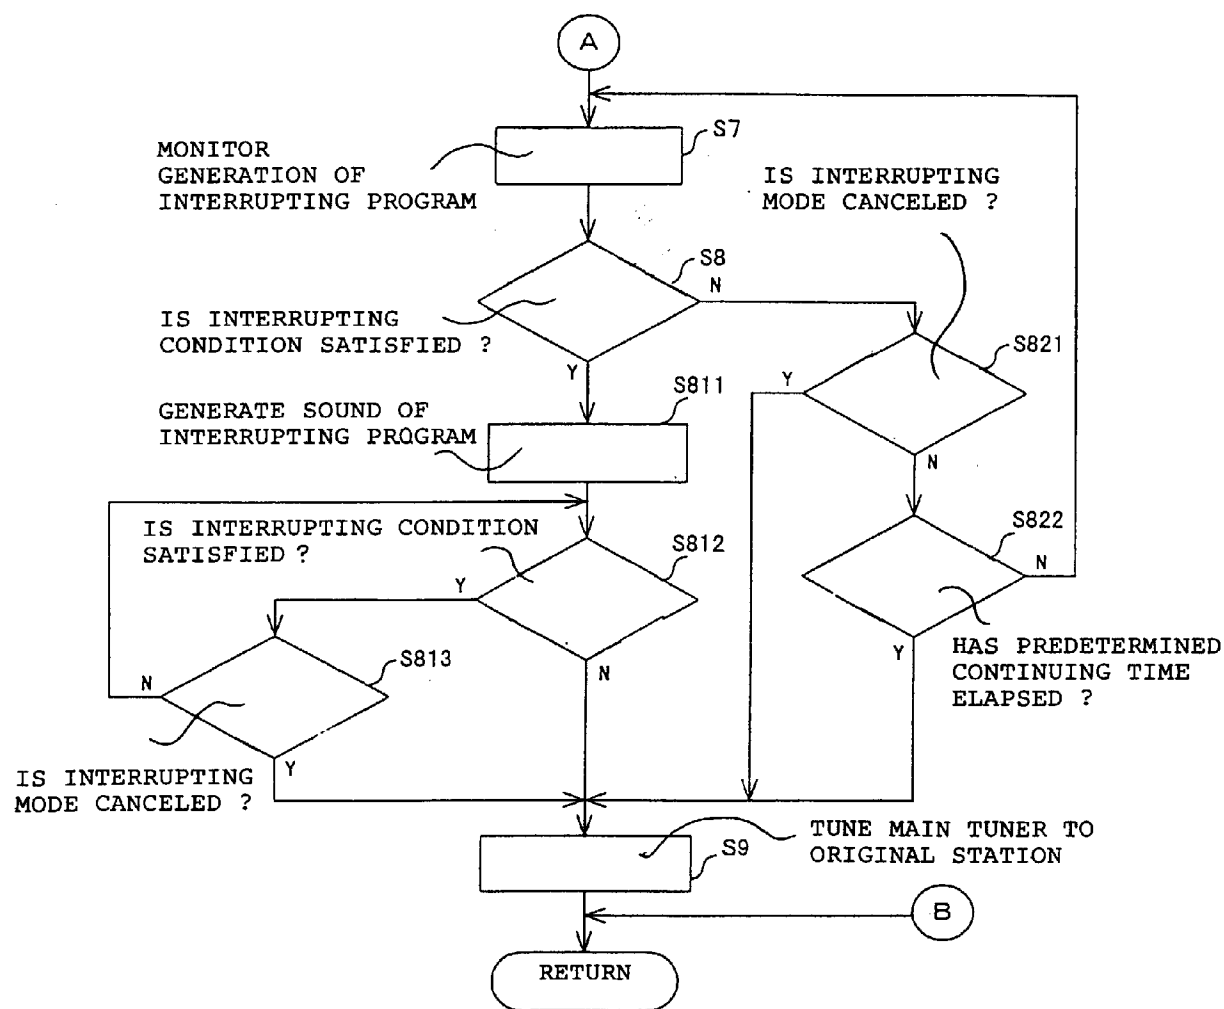 A
S7
MONITOR
GENERATION OF
INTERRUPTING PROGRAM
IS INTERRUPTING
MODE CANCELED ?
S8
N
IS INTERRUPTING
CONDITION SATISFIED ?
Y
S821
Y
N
S811
GENERATE SOUND OF
INTERRUPTING PROGRAM
IS INTERRUPTING CONDITION
SATISFIED ?
S812
Y
N
S822
N
Y
HAS PREDETERMINED
CONTINUING TIME
ELAPSED ?
S813
N
Y
IS INTERRUPTING
MODE CANCELED ?
TUNE MAIN TUNER TO
ORIGINAL STATION
S9
B
RETURN